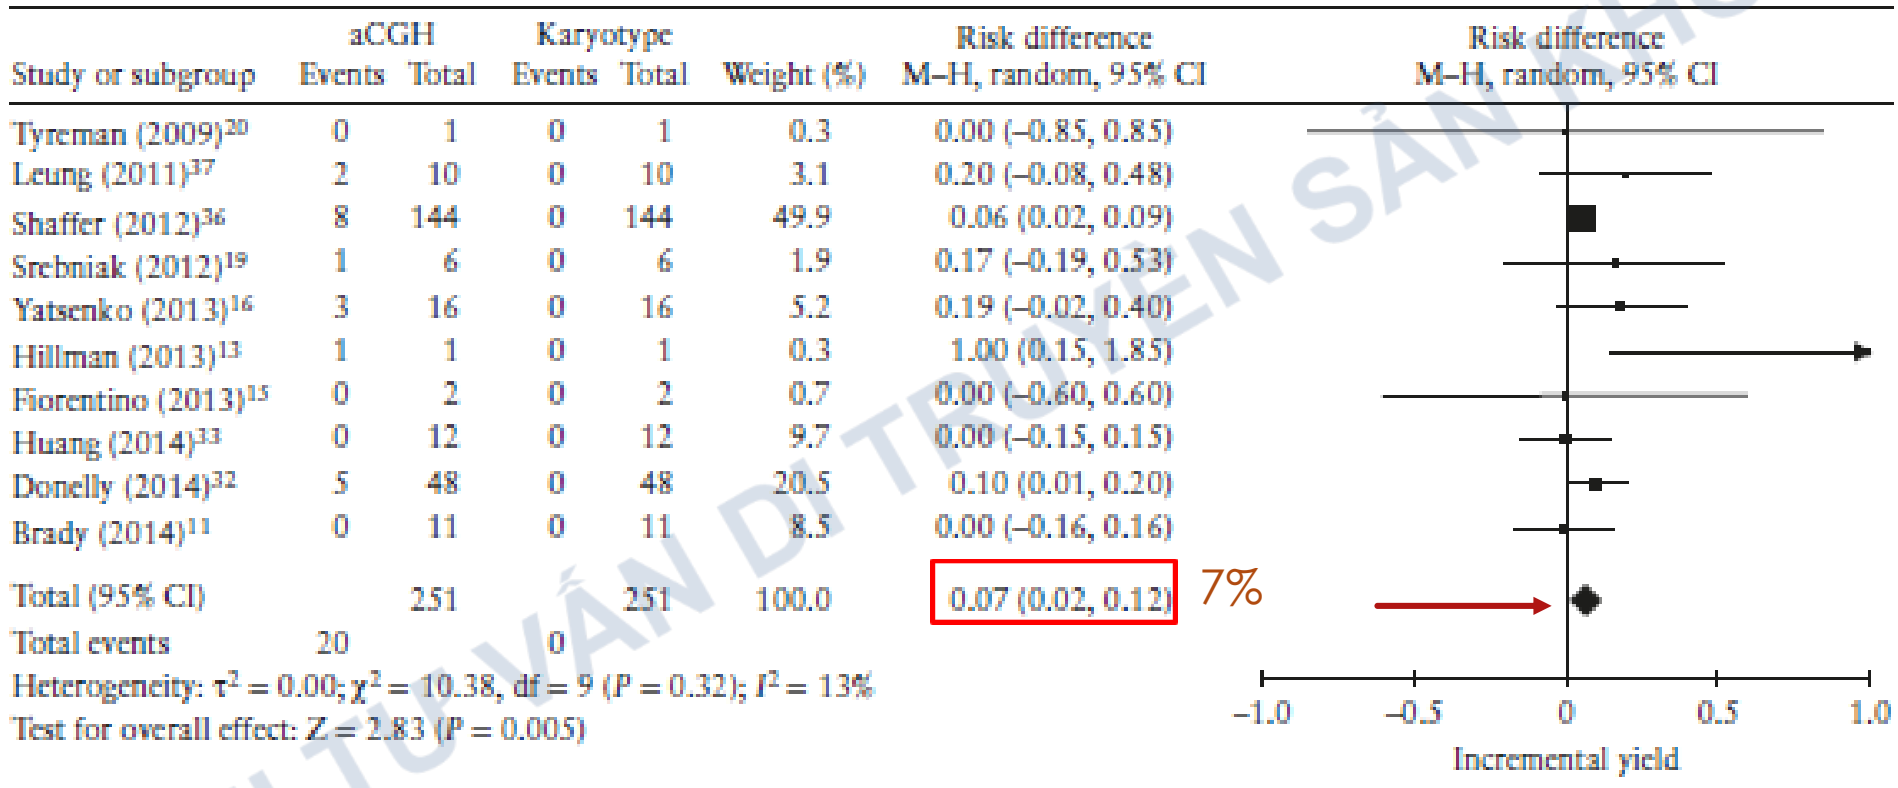 aCGH Karyotype Risk difference Risk difference
Study or subgroup Events Total Events Total Weight (%) M–H, random, 95% CI M–H, random, 95% CI
Tyreman (2009)20 0 1 0 1 0.3 0.00 (–0.85, 0.85)
Leung (2011)37 2 10 0 10 3.1 0.20 (–0.08, 0.48)
Shaffer (2012)36 8 144 0 144 49.9 0.06 (0.02, 0.09)
Srebniak (2012)19 1 6 0 6 1.9 0.17 (–0.19, 0.53)
Yatsenko (2013)16 3 16 0 16 5.2 0.19 (–0.02, 0.40)
Hillman (2013)13 1 1 0 1 0.3 1.00 (0.15, 1.85)
Fiorentino (2013)15 0 2 0 2 0.7 0.00 (–0.60, 0.60)
Huang (2014)33 0 12 0 12 9.7 0.00 (–0.15, 0.15)
Donelly (2014)32 5 48 0 48 20.5 0.10 (0.01, 0.20)
Brady (2014)11 0 11 0 11 8.5 0.00 (–0.16, 0.16)
Total (95% CI) 251 251 100.0 0.07 (0.02, 0.12) 7%
Total events 20 0
Heterogeneity: τ2 = 0.00; χ2 = 10.38, df = 9 (P = 0.32); I2 = 13%
Test for overall effect: Z = 2.83 (P = 0.005)
–1.0 –0.5 0 0.5 1.0
Incremental yield
TƯ VẤN DI TRUYỀN SẢN